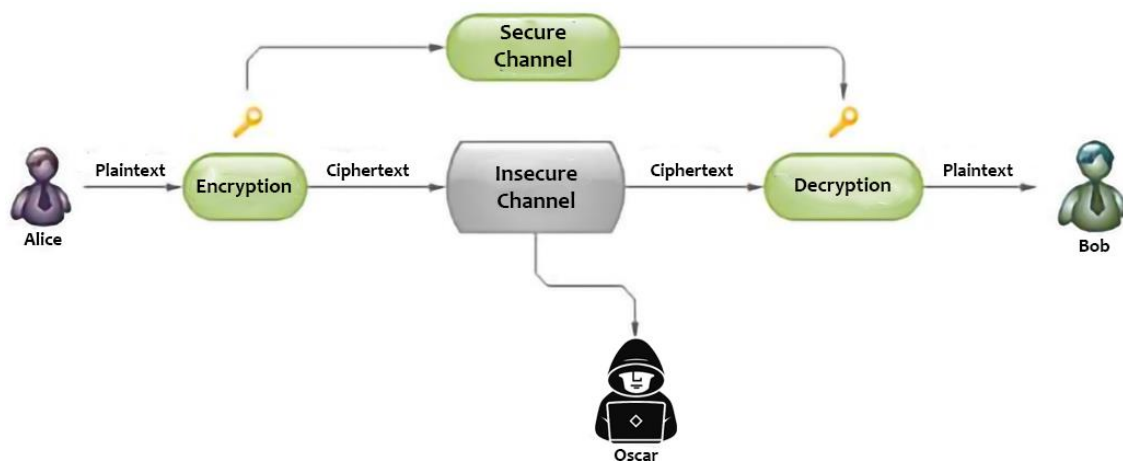 Secure
Channel
Plaintext
Encryption
Ciphertext
Insecure
Channel
Ciphertext
Decryption
Plaintext
Alice
Bob
Oscar